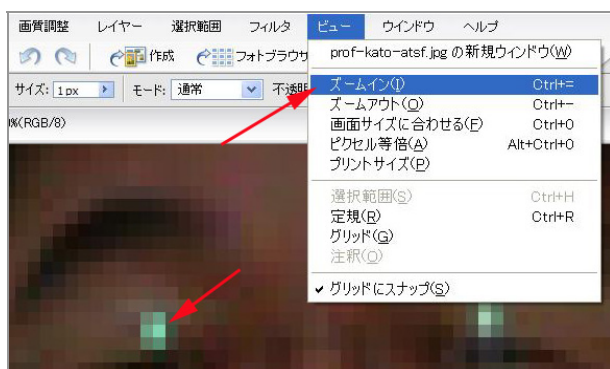 画質調整 レイヤー 選択範囲 フィルタ ビュー ウインドウ ヘルプ
作成 フォトブラウサ
サイズ: 1px モード: 通常 不透明
%(RGB/8)
prof-kato-atsf.jpg の新規ウィンドウ(W)
ズームイン(I) Ctrl+=
ズームアウト(O) Ctrl+-
画面サイズに合わせる(F) Ctrl+0
ピクセル等倍(A) Alt+Ctrl+0
プリントサイズ(P)
選択範囲(S) Ctrl+H
定規(R) Ctrl+R
グリッド(G)
注釈(O)
✓ グリッドにスナップ(S)